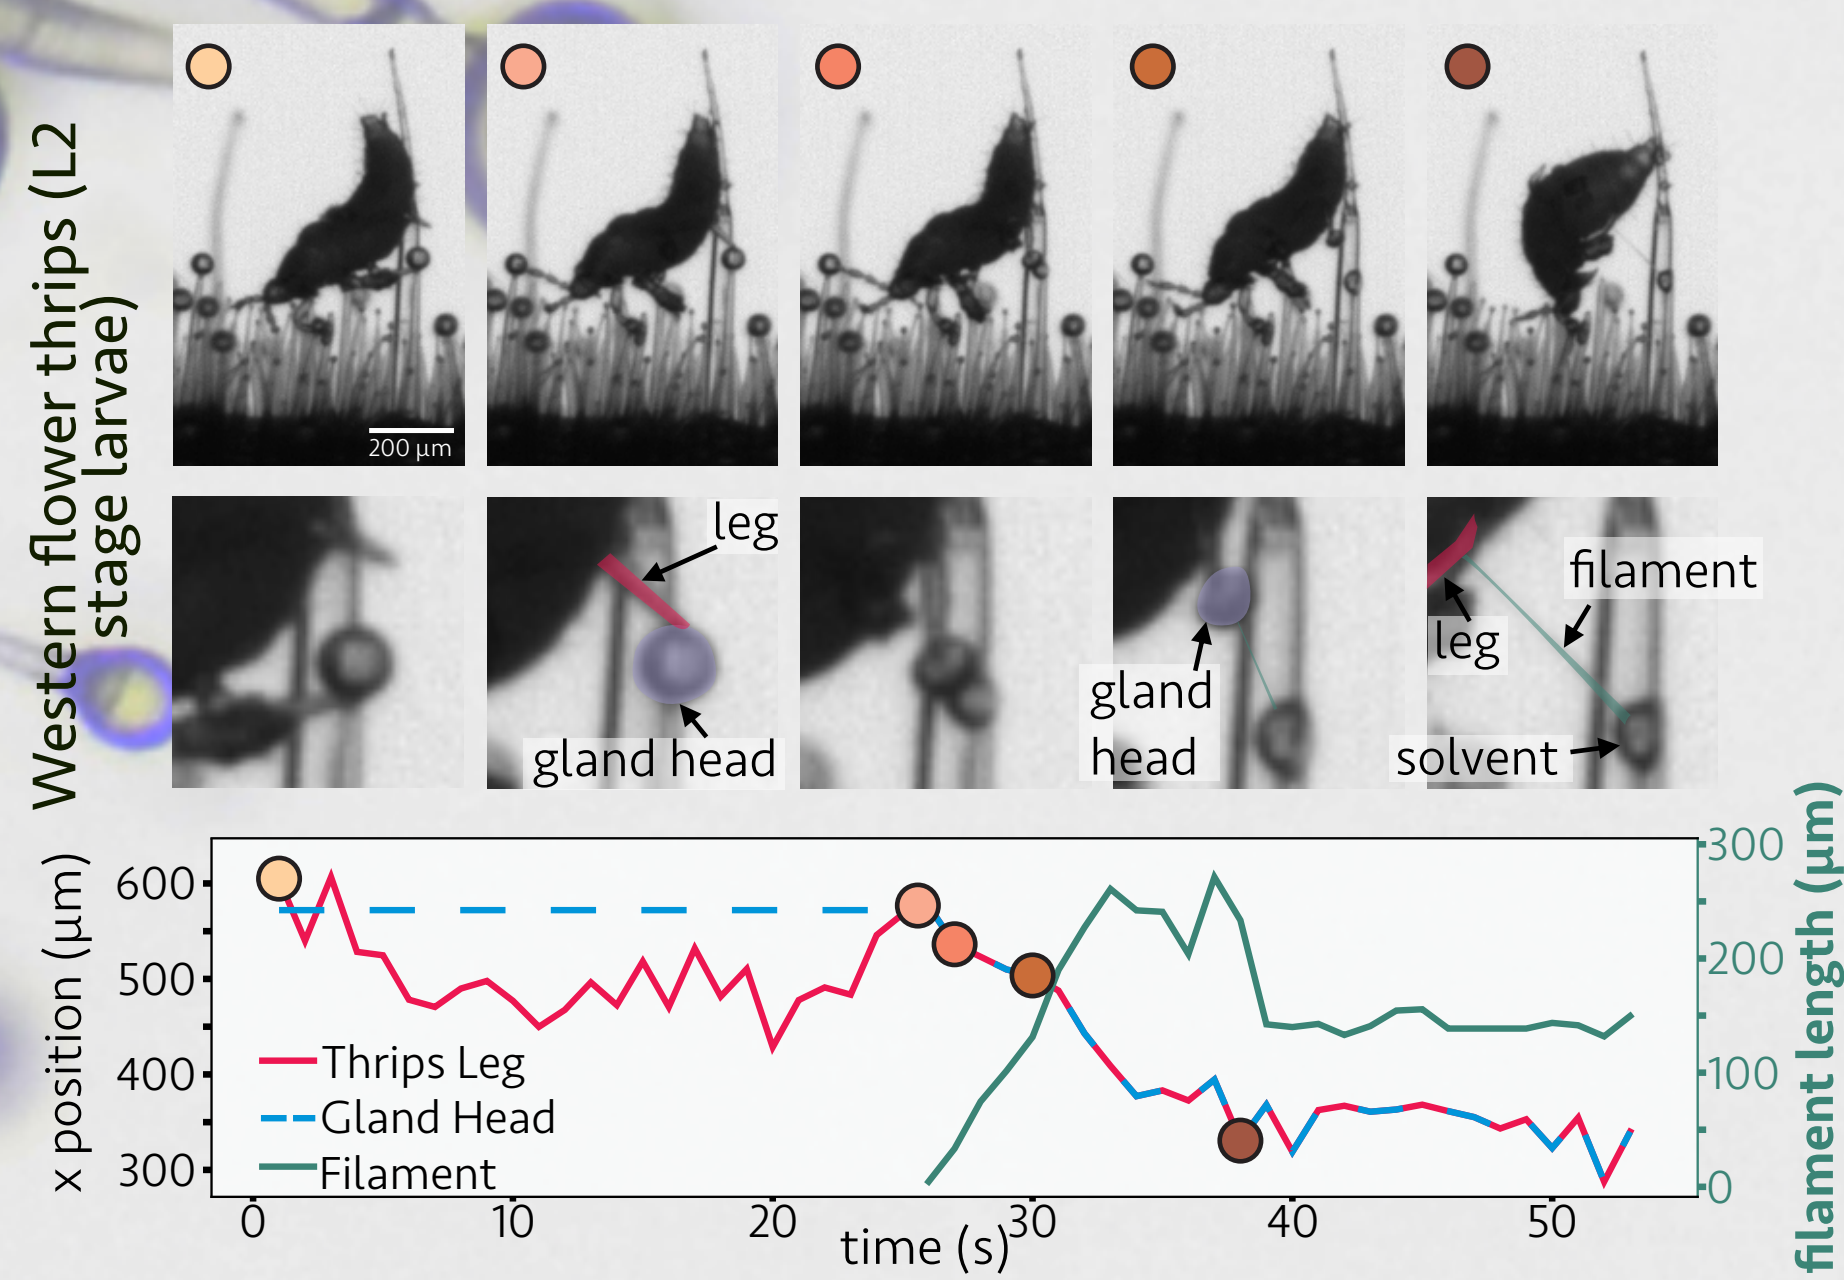 Western flower thrips (L2
stage larvae)
200 µm
leg
gland head
gland
head
filament
leg
solvent
x position (µm)
600
500
400
300
Thrips Leg
Gland Head
Filament
0
10
20
30
40
50
time (s)
300
200
100
0
filament length (µm)